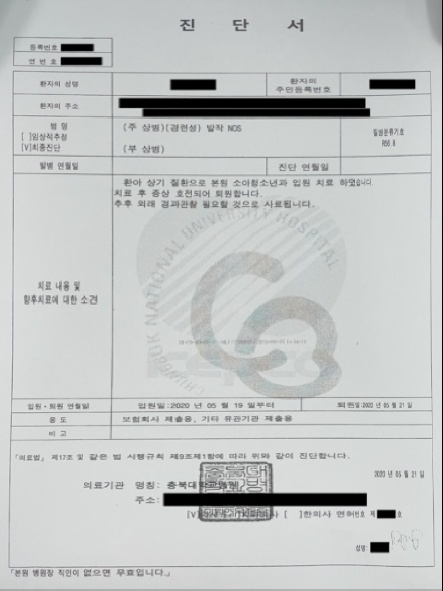 진 단 서
등록번호
연 번 호
환자의 성명
환자의
주민등록번호
환자의 주소
병 명
[ ]임상적추정
[V]최종진단
(주 상병)(경련성) 발작 NOS
(부 상병)
질병분류기호
R56.8
발병 연월일
진단 연월일
치료 내용 및
향후치료에 대한 소견
환아 상기 질환으로 본원 소아청소년과 입원 치료 하였습니다.
치료 후 증상 호전되어 퇴원합니다.
추후 외래 경과관찰 필요할 것으로 사료됩니다.
CHUNGBUK NATIONAL UNIVERSITY HOSPITAL
입원·퇴원 연월일
입원일:2020 년 05 월 19 일부터
퇴원일:2020 년 05 월 21 일
용 도
보험회사 제출용, 기타 유관기관 제출용
비 고
「의료법」 제17조 및 같은 법 시행규칙 제9조제1항에 따라 위와 같이 진단합니다.
2020 년 05 월 21 일
의료기관 명칭: 충북대학교병원
주소:
[V] [ ]한의사 면허번호 제 호
성명:
「본원 병원장 직인이 없으면 무효입니다.」